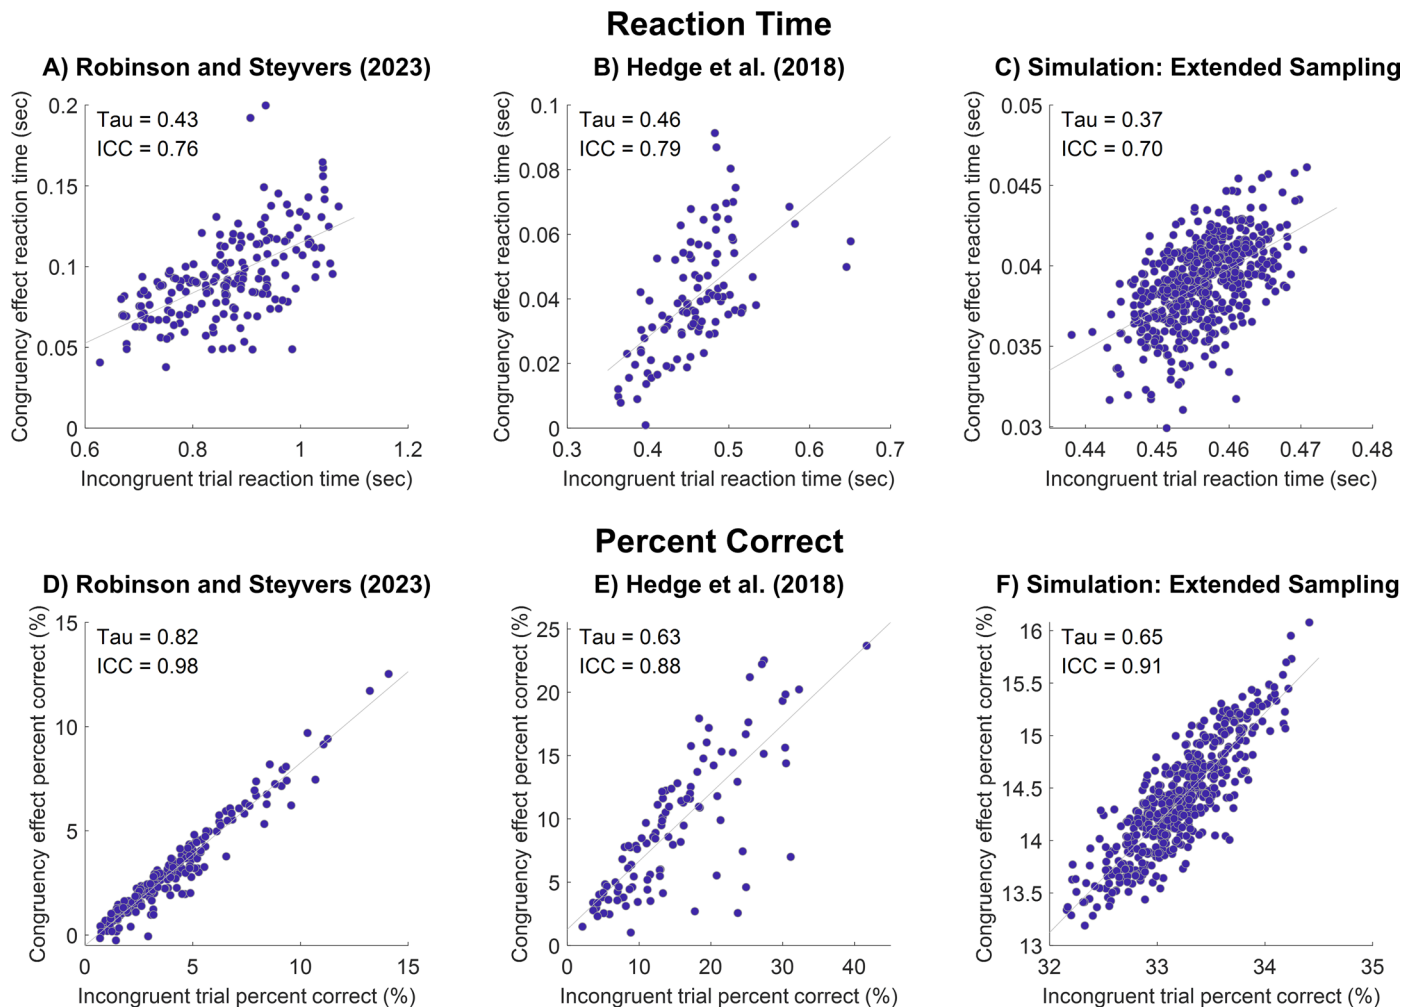 Reaction Time
A) Robinson and Steyvers (2023)
Congruency effect reaction time (sec)
0.2
0.15
0.1
0.05
0
Tau = 0.43
ICC = 0.76
0.6
0.8
1
1.2
Incongruent trial reaction time (sec)
B) Hedge et al. (2018)
Congruency effect reaction time (sec)
0.1
0.08
0.06
0.04
0.02
0
Tau = 0.46
ICC = 0.79
0.3
0.4
0.5
0.6
0.7
Incongruent trial reaction time (sec)
C) Simulation: Extended Sampling
Congruency effect reaction time (sec)
0.05
0.045
0.04
0.035
0.03
Tau = 0.37
ICC = 0.70
0.44
0.45
0.46
0.47
0.48
Incongruent trial reaction time (sec)
Percent Correct
D) Robinson and Steyvers (2023)
Congruency effect percent correct (%)
15
10
5
0
Tau = 0.82
ICC = 0.98
0
5
10
15
Incongruent trial percent correct (%)
E) Hedge et al. (2018)
Congruency effect percent correct (%)
25
20
15
10
5
0
Tau = 0.63
ICC = 0.88
0
10
20
30
40
Incongruent trial percent correct (%)
F) Simulation: Extended Sampling
Congruency effect percent correct (%)
16
15.5
15
14.5
14
13.5
13
Tau = 0.65
ICC = 0.91
32
33
34
35
Incongruent trial percent correct (%)